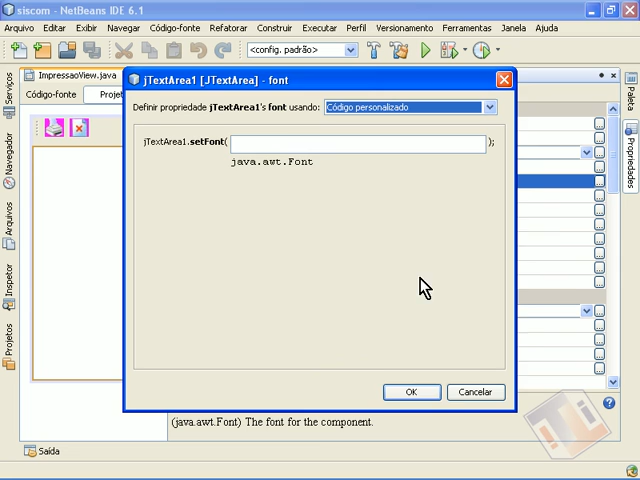 siscom - NetBeans IDE 6.1
Arquivo Editar Exibir Navegar Código-fonte Refatorar Construir Executar Perfil Versionamento Ferramentas Janela Ajuda
<config. padrão>
ImpressaoView.java
Código-fonte Projet
jTextArea1 [JTextArea] - font
Definir propriedade jTextArea1's font usando: Código personalizado
jTextArea1.setFont( );
java.awt.Font
OK Cancelar
(java.awt.Font) The font for the component.
Saída
Serviços
Navegador
Arquivos
Inspetor
Projetos
Paleta
Propriedades